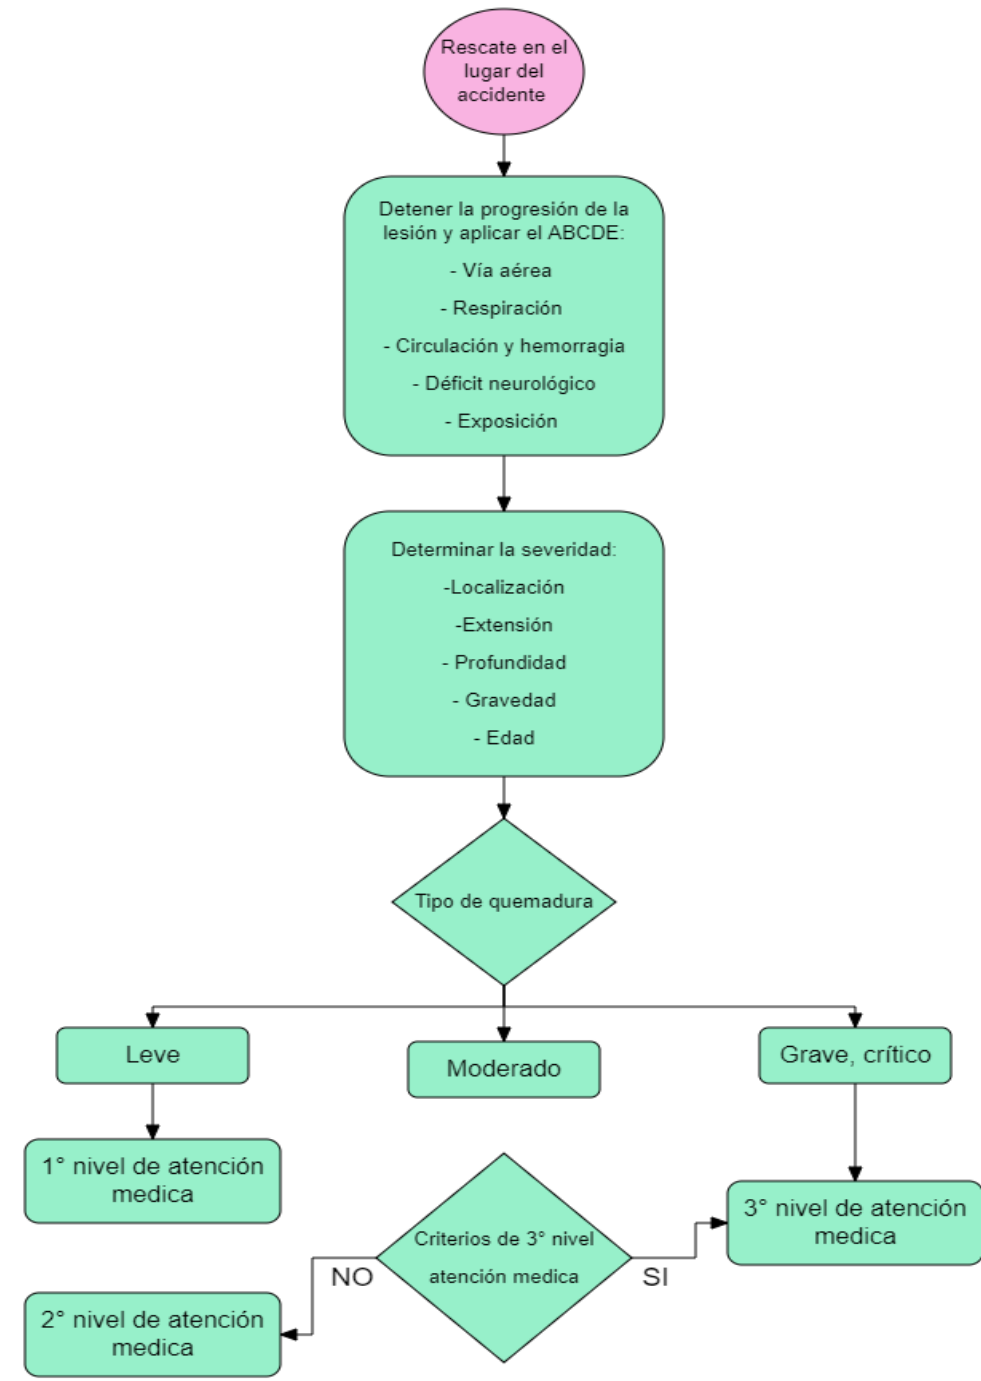 Rescate en el
lugar del
accidente
Detener la progresión de la
lesión y aplicar el ABCDE:
- Vía aérea
- Respiración
- Circulación y hemorragia
- Déficit neurológico
- Exposición
Determinar la severidad:
-Localización
-Extensión
- Profundidad
- Gravedad
- Edad
Tipo de quemadura
Leve
Moderado
Grave, crítico
1° nivel de atención
medica
3° nivel de atención
medica
Criterios de 3° nivel
atención medica
NO
SI
2° nivel de atención
medica